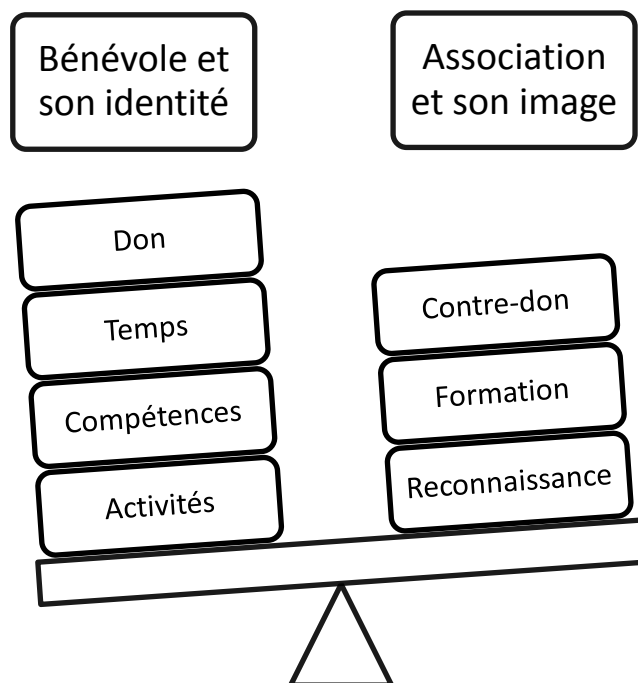 Bénévole et
son identité
Association
et son image
Don
Temps
Compétences
Activités
Contre-don
Formation
Reconnaissance